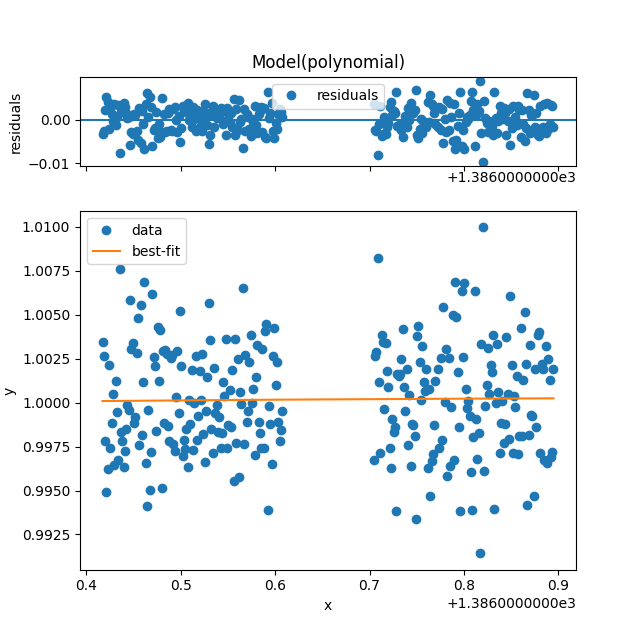 Model(polynomial)
residuals
0.00
−0.01
residuals
+1.3860000000e3
1.0100
1.0075
1.0050
1.0025
1.0000
0.9975
0.9950
0.9925
y
data
best-fit
0.4 0.5 0.6 0.7 0.8 0.9
x
+1.3860000000e3